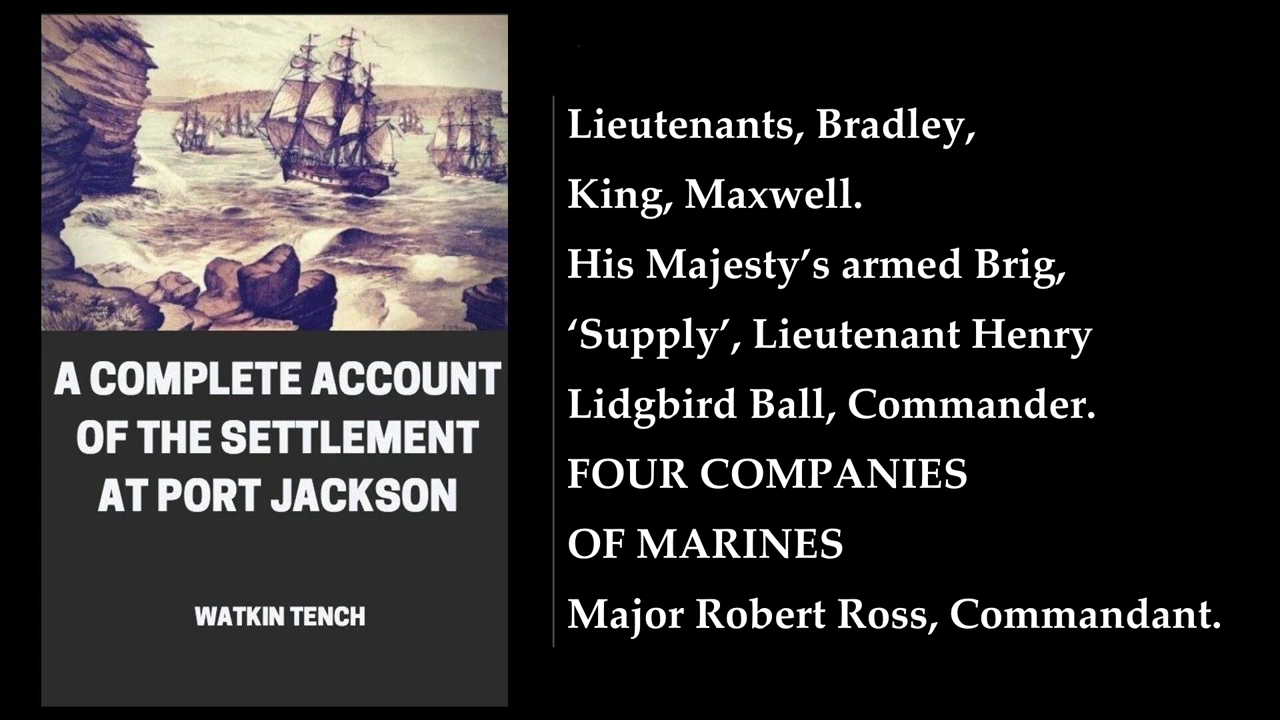 A COMPLETE ACCOUNT
OF THE SETTLEMENT
AT PORT JACKSON
WATKIN TENCH
Lieutenants, Bradley,
King, Maxwell.
His Majesty’s armed Brig,
‘Supply’, Lieutenant Henry
Lidgbird Ball, Commander.
FOUR COMPANIES
OF MARINES
Major Robert Ross, Commandant.